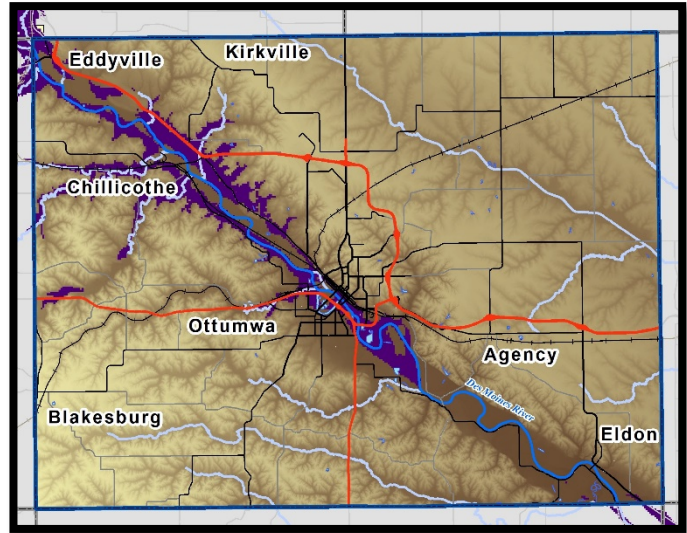 Eddyville
Kirkville
Chillicothe
Ottumwa
Agency
Des Moines River
Blakesburg
Eldon